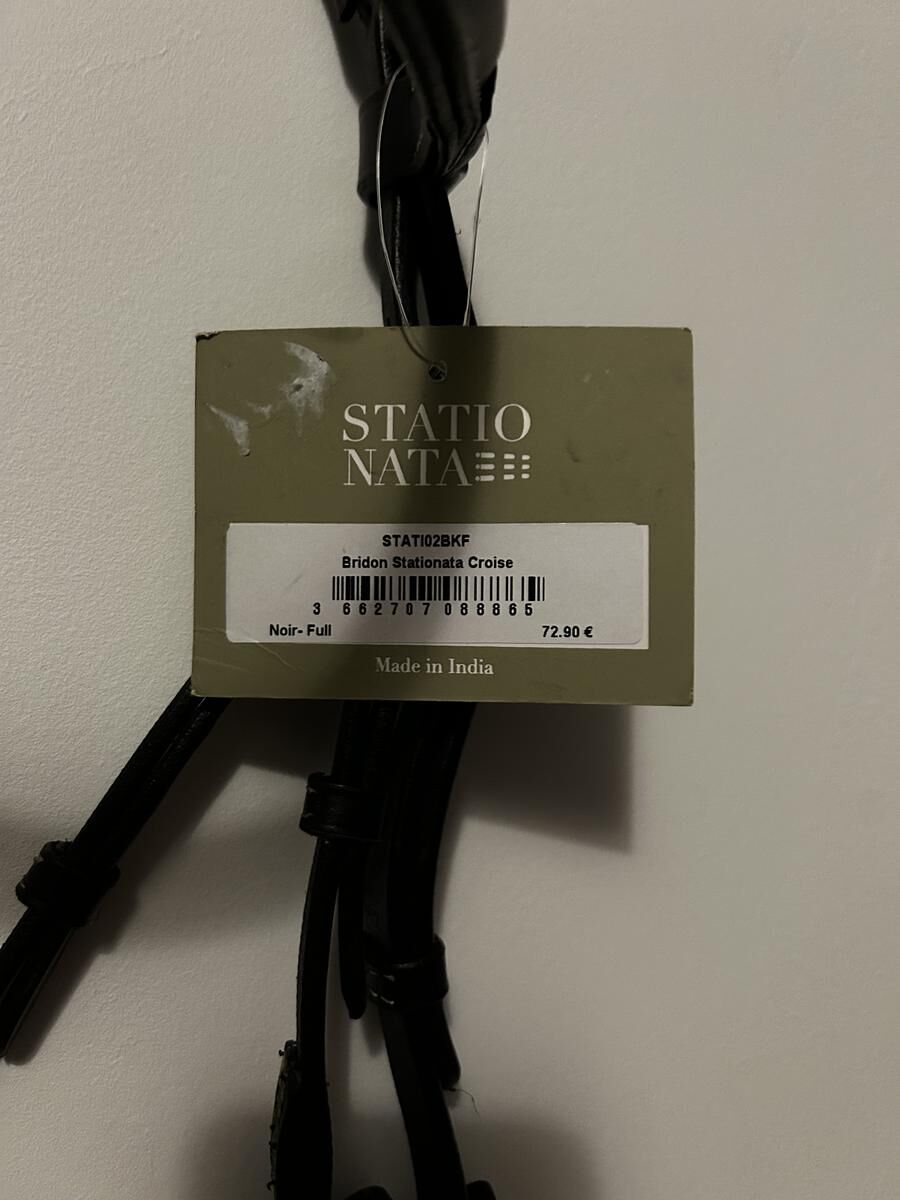 STATIO
NATA
STATI02BKF
Bridon Stationata Croise
3 662707 088865
Noir- Full 72.90 €
Made in India